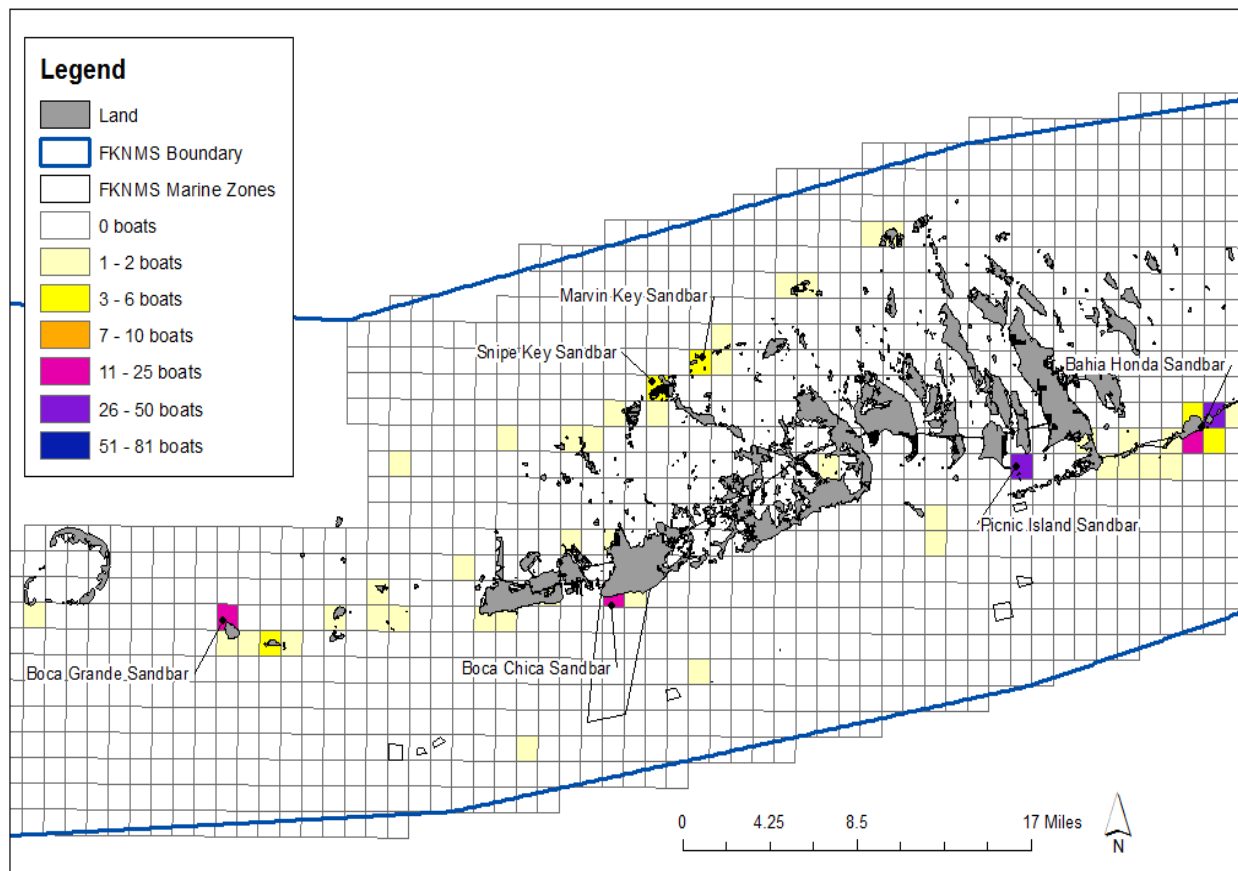 Legend
Land
FKNMS Boundary
FKNMS Marine Zones
0 boats
1 - 2 boats
3 - 6 boats
7 - 10 boats
11 - 25 boats
26 - 50 boats
51 - 81 boats
Marvin Key Sandbar
Snipe Key Sandbar
Bahia Honda Sandbar
Picnic Island Sandbar
Boca Grande Sandbar
Boca Chica Sandbar
0 4.25 8.5 17 Miles
N